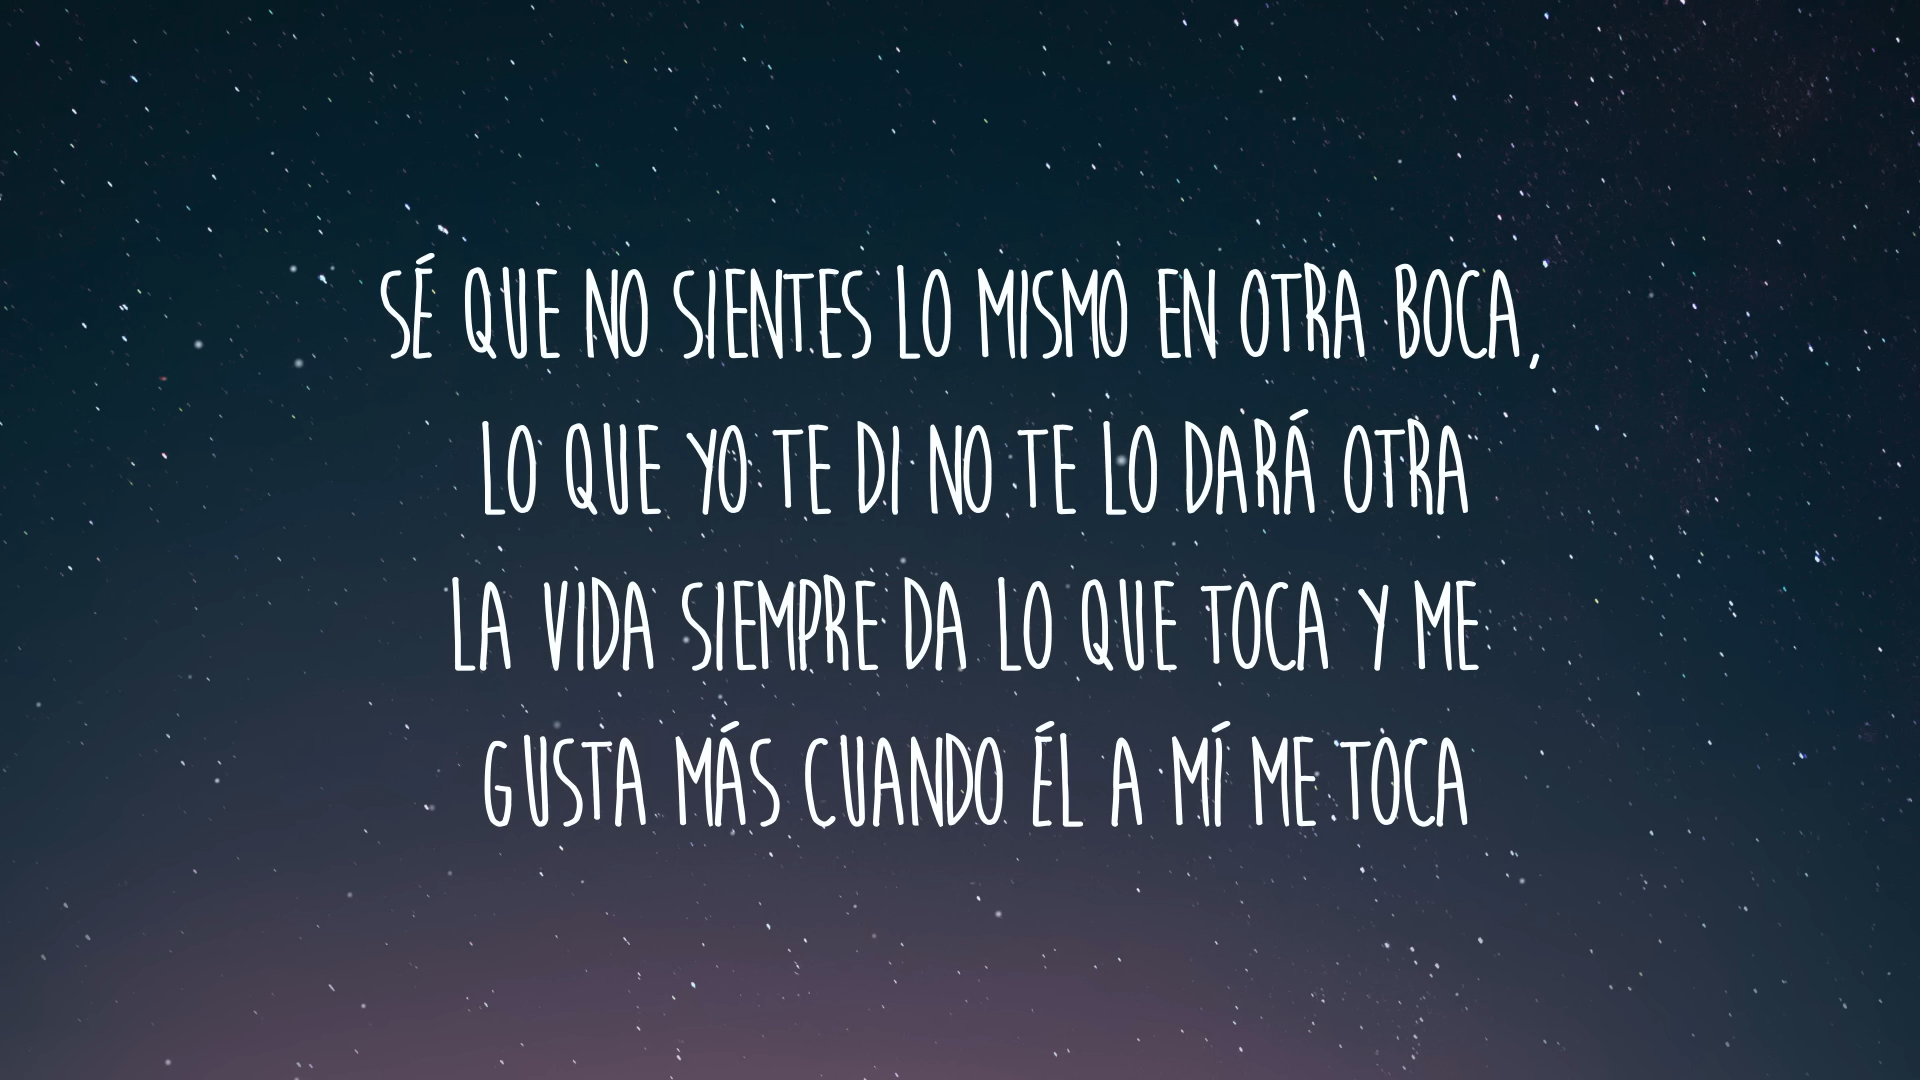 SÉ QUE NO SIENTES LO MISMO EN OTRA BOCA,
LO QUE YO TE DI NO TE LO DARÁ OTRA
LA VIDA SIEMPRE DA LO QUE TOCA Y ME
GUSTA MÁS CUANDO ÉL A MÍ ME TOCA